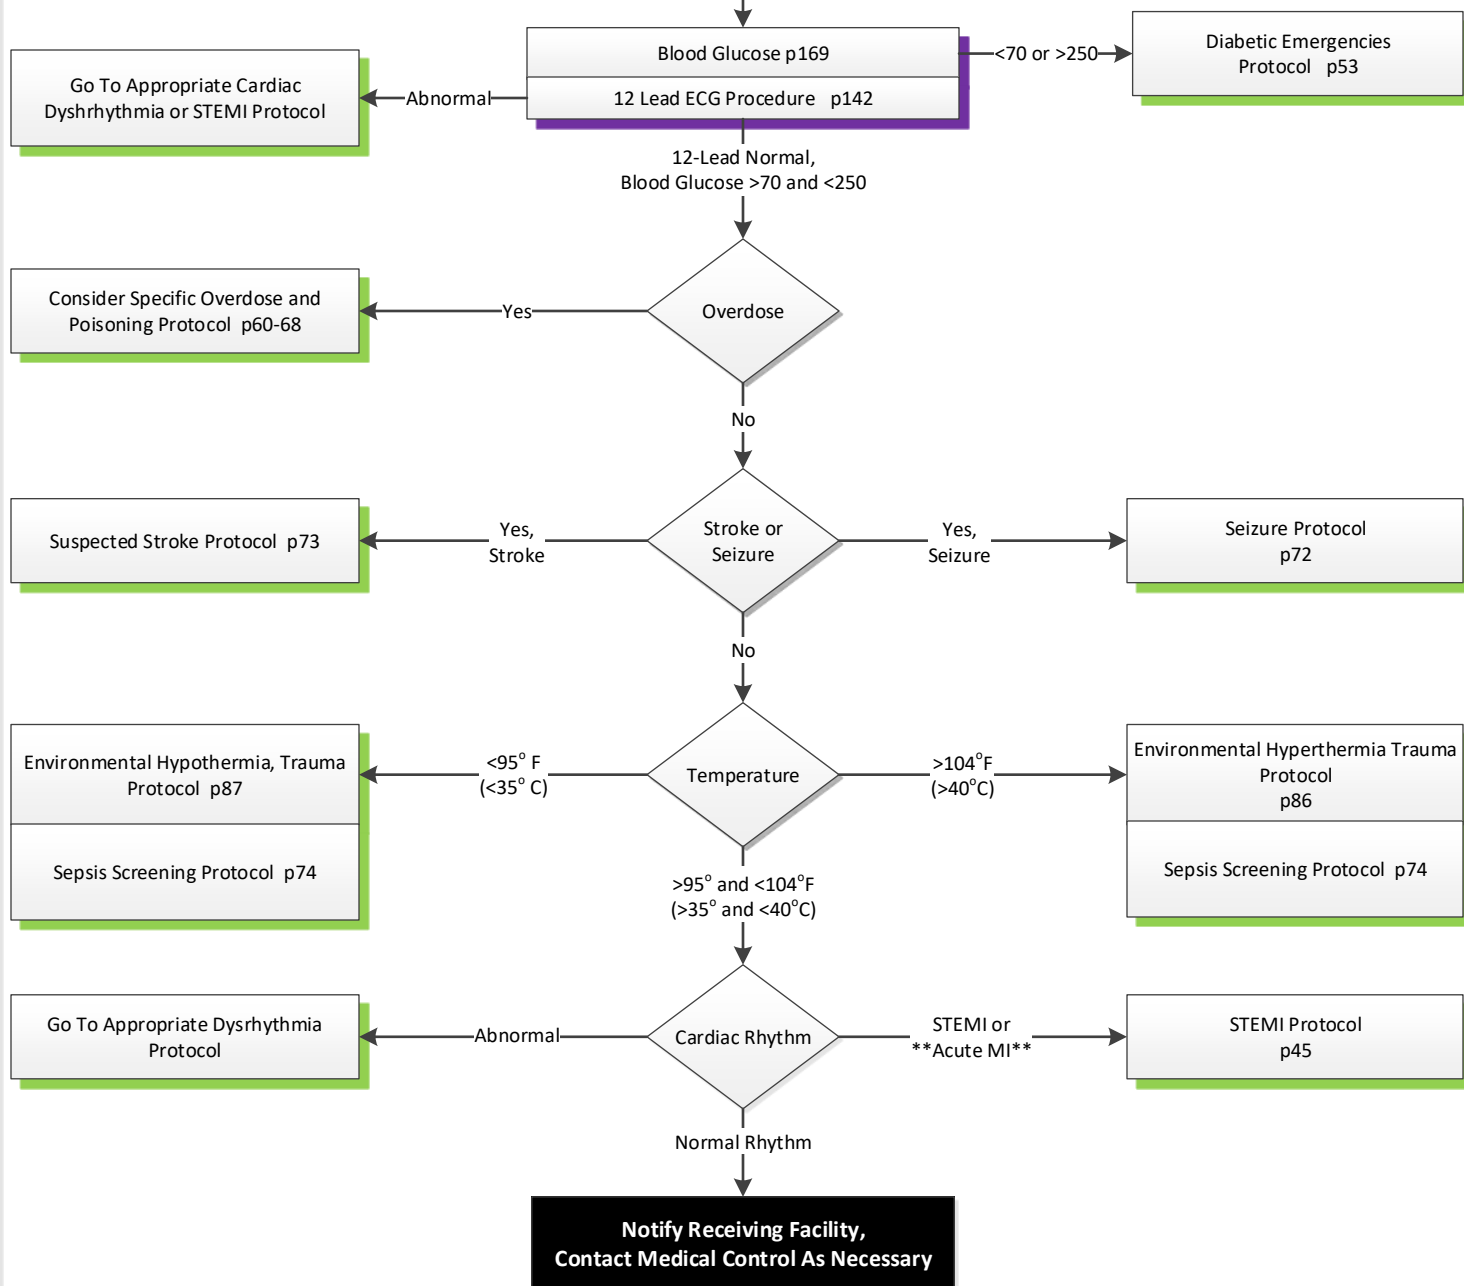 Blood Glucose p169
<70 or >250
Diabetic Emergencies
Protocol p53
Go To Appropriate Cardiac
Dyshrhythmia or STEMI Protocol
Abnormal
12 Lead ECG Procedure p142
12-Lead Normal,
Blood Glucose >70 and <250
Consider Specific Overdose and
Poisoning Protocol p60-68
Yes
Overdose
No
Suspected Stroke Protocol p73
Yes,
Stroke
Stroke or
Seizure
Yes,
Seizure
Seizure Protocol
p72
No
Environmental Hypothermia, Trauma
Protocol p87
Sepsis Screening Protocol p74
<95° F
(<35° C)
Temperature
>104°F
(>40°C)
Environmental Hyperthermia Trauma
Protocol
p86
Sepsis Screening Protocol p74
>95° and <104°F
(>35° and <40°C)
Go To Appropriate Dysrhythmia
Protocol
Abnormal
Cardiac Rhythm
STEMI or
**Acute MI**
STEMI Protocol
p45
Normal Rhythm
Notify Receiving Facility,
Contact Medical Control As Necessary